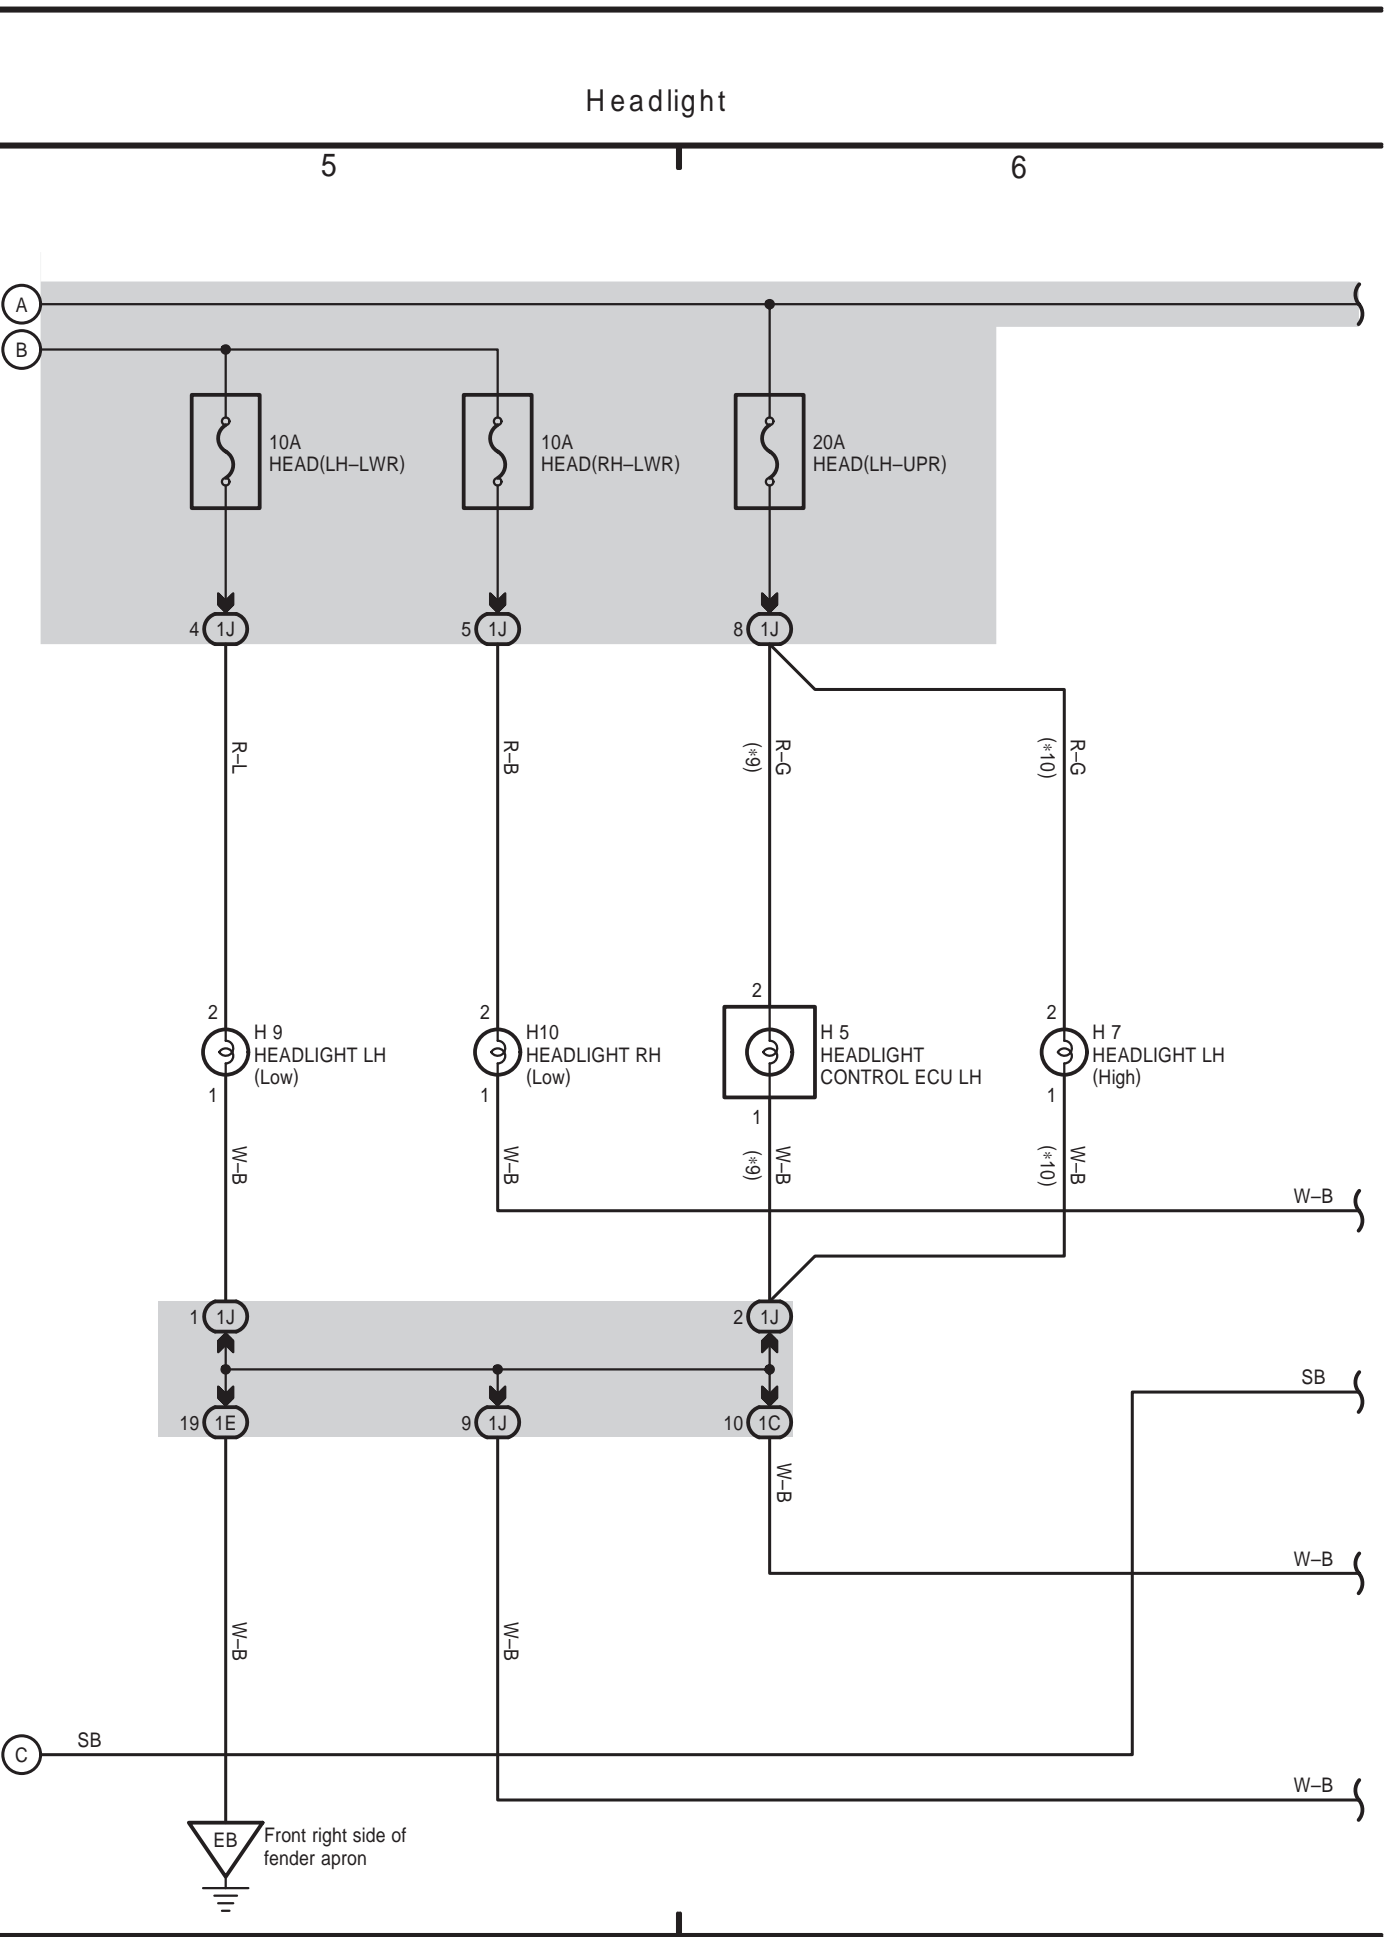 Headlight
5
6
A
B
10A
HEAD(LH–LWR)
10A
HEAD(RH–LWR)
20A
HEAD(LH–UPR)
4 1J
5 1J
8 1J
R–L
R–B
(*9)
R–G
(*10)
R–G
2
H 9
HEADLIGHT LH
(Low)
1
2
H10
HEADLIGHT RH
(Low)
1
2
H 5
HEADLIGHT
CONTROL ECU LH
1
2
H 7
HEADLIGHT LH
(High)
1
W–B
W–B
(*9)
W–B
(*10)
W–B
W–B
1 1J
2 1J
SB
19 1E
9 1J
10 1C
W–B
W–B
W–B
W–B
C
SB
W–B
EB
Front right side of
fender apron